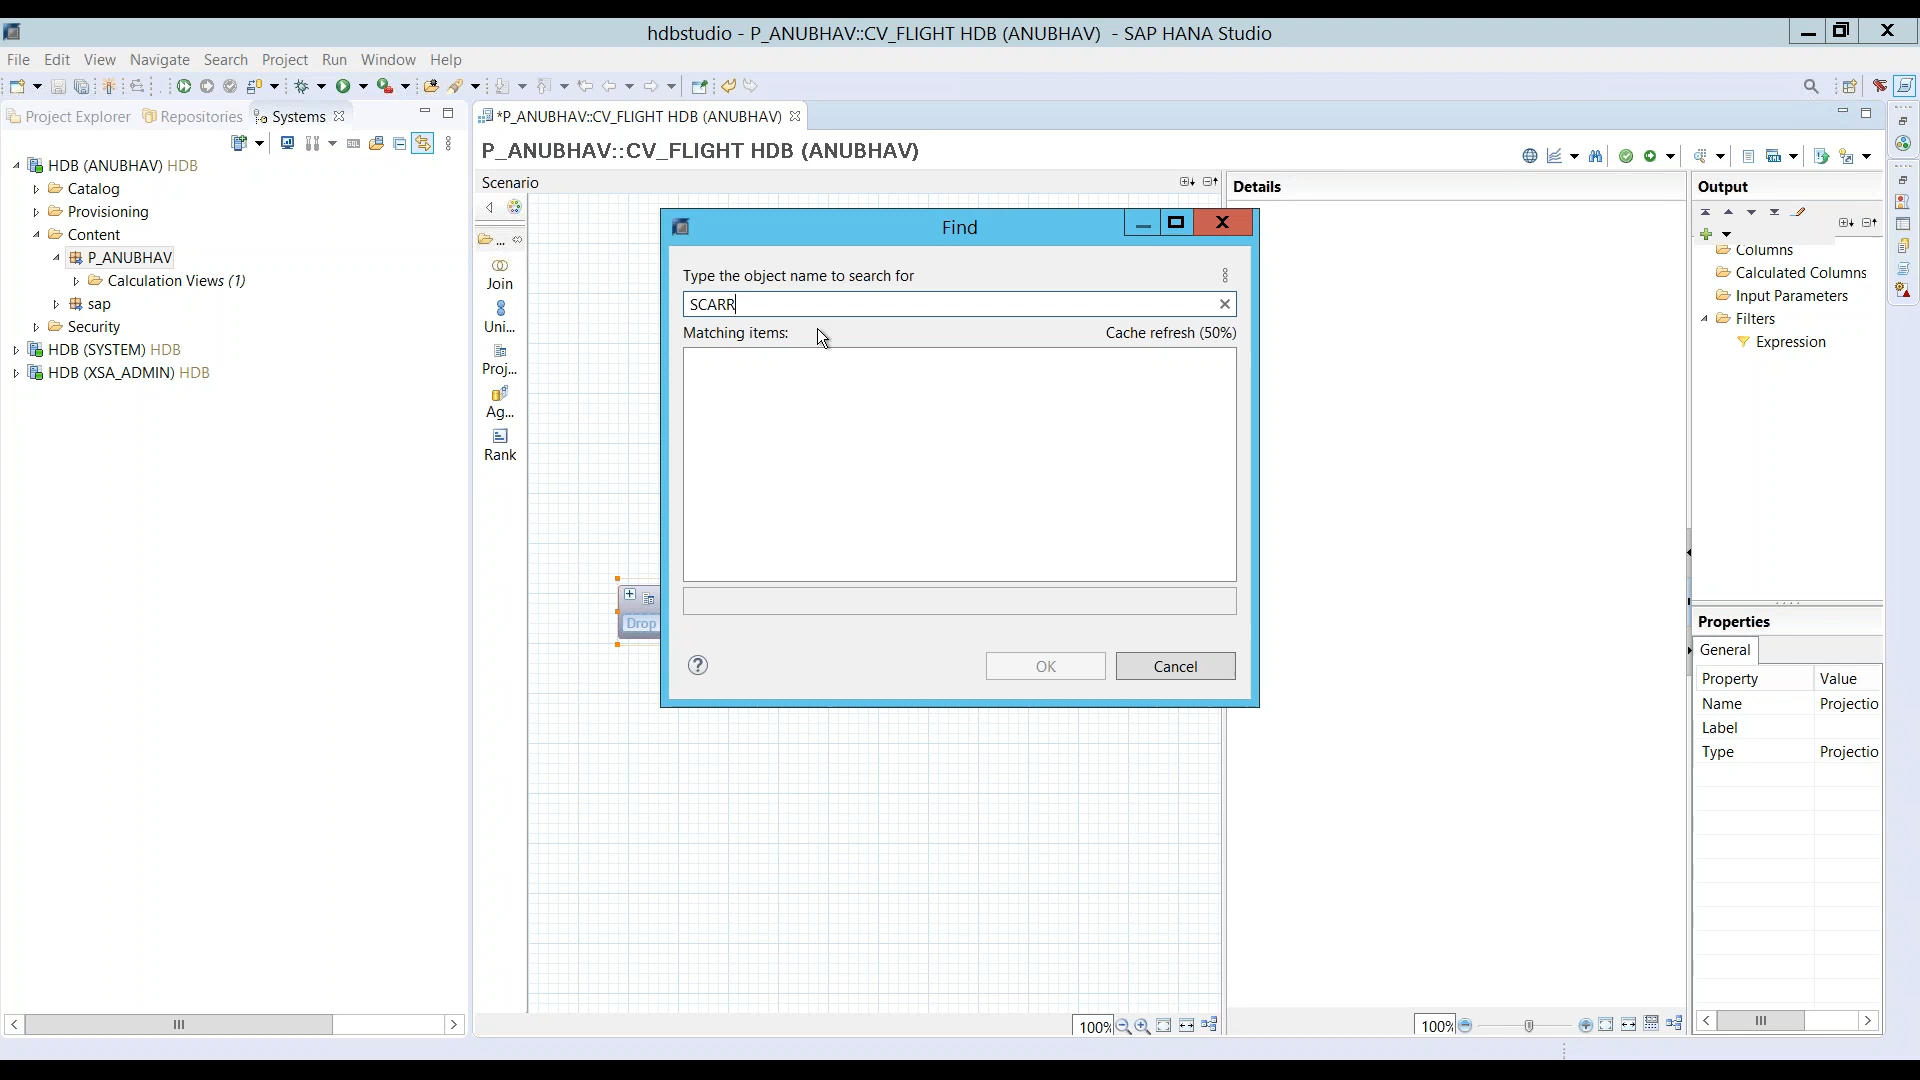 hdbstudio - P_ANUBHAV::CV_FLIGHT HDB (ANUBHAV) - SAP HANA Studio
File Edit View Navigate Search Project Run Window Help
Project Explorer Repositories Systems
*P_ANUBHAV::CV_FLIGHT HDB (ANUBHAV)
P_ANUBHAV::CV_FLIGHT HDB (ANUBHAV)
HDB (ANUBHAV) HDB
Catalog
Provisioning
Content
P_ANUBHAV
Calculation Views (1)
sap
Security
HDB (SYSTEM) HDB
HDB (XSA_ADMIN) HDB
Scenario
...
Join
Uni...
Proj...
Ag...
Rank
Drop
100%
Find
Type the object name to search for
SCARR
Matching items:
Cache refresh (50%)
OK
Cancel
Details
100%
Output
Columns
Calculated Columns
Input Parameters
Filters
Expression
Properties
General
Property Value
Name Projectio
Label
Type Projectio